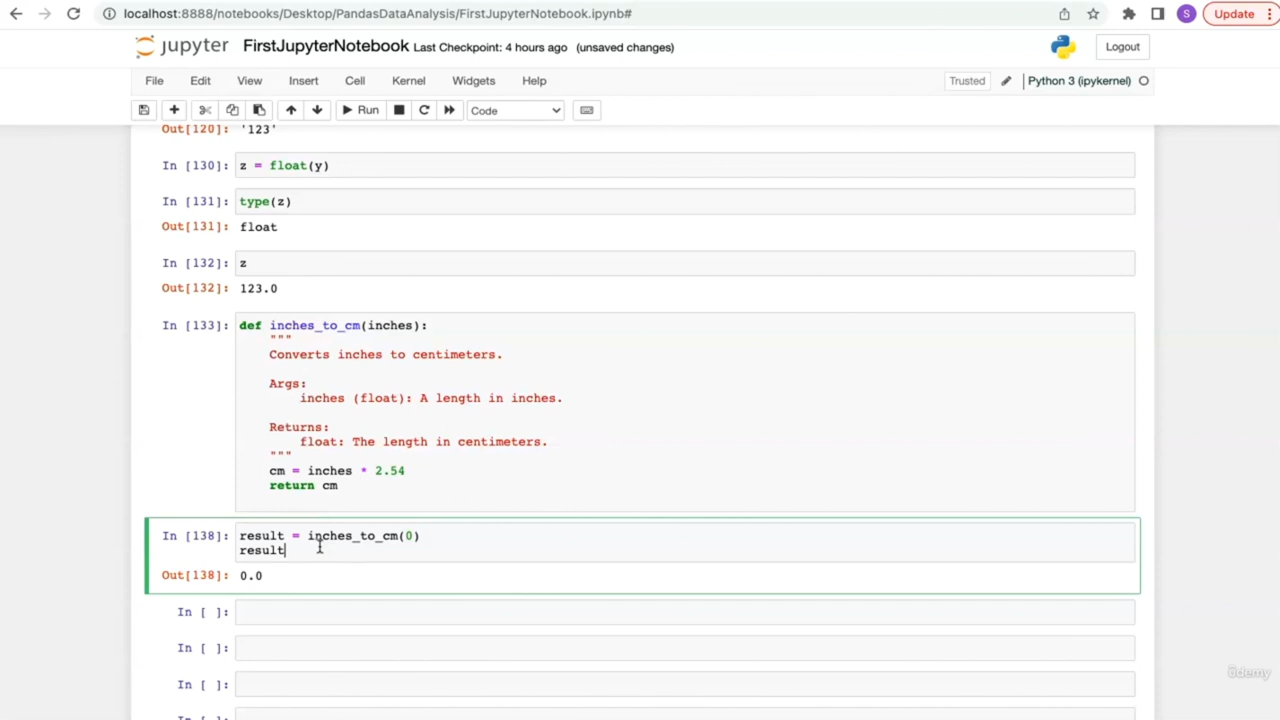 localhost:8888/notebooks/Desktop/PandasDataAnalysis/FirstJupyterNotebook.ipynb#
S
Update
jupyter FirstJupyterNotebook Last Checkpoint: 4 hours ago (unsaved changes)
Logout
File Edit View Insert Cell Kernel Widgets Help
Trusted Python 3 (ipykernel)
Run Code
Out[120]: '123'
In [130]: z = float(y)
In [131]: type(z)
Out[131]: float
In [132]: z
Out[132]: 123.0
In [133]: def inches_to_cm(inches):
"""
Converts inches to centimeters.
Args:
inches (float): A length in inches.
Returns:
float: The length in centimeters.
"""
cm = inches * 2.54
return cm
In [138]: result = inches_to_cm(0)
result
Out[138]: 0.0
In [ ]:
In [ ]:
In [ ]:
ûdemy